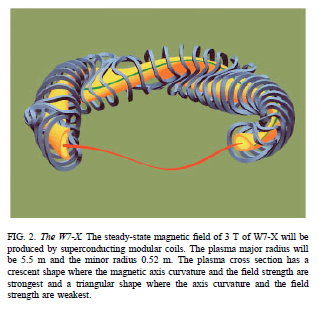 FIG. 2. The W7-X The steady-state magnetic field of 3 T of W7-X will be
produced by superconducting modular coils. The plasma major radius will
be 5.5 m and the minor radius 0.52 m. The plasma cross section has a
crescent shape where the magnetic axis curvature and the field strength are
strongest and a triangular shape where the axis curvature and the field
strength are weakest.